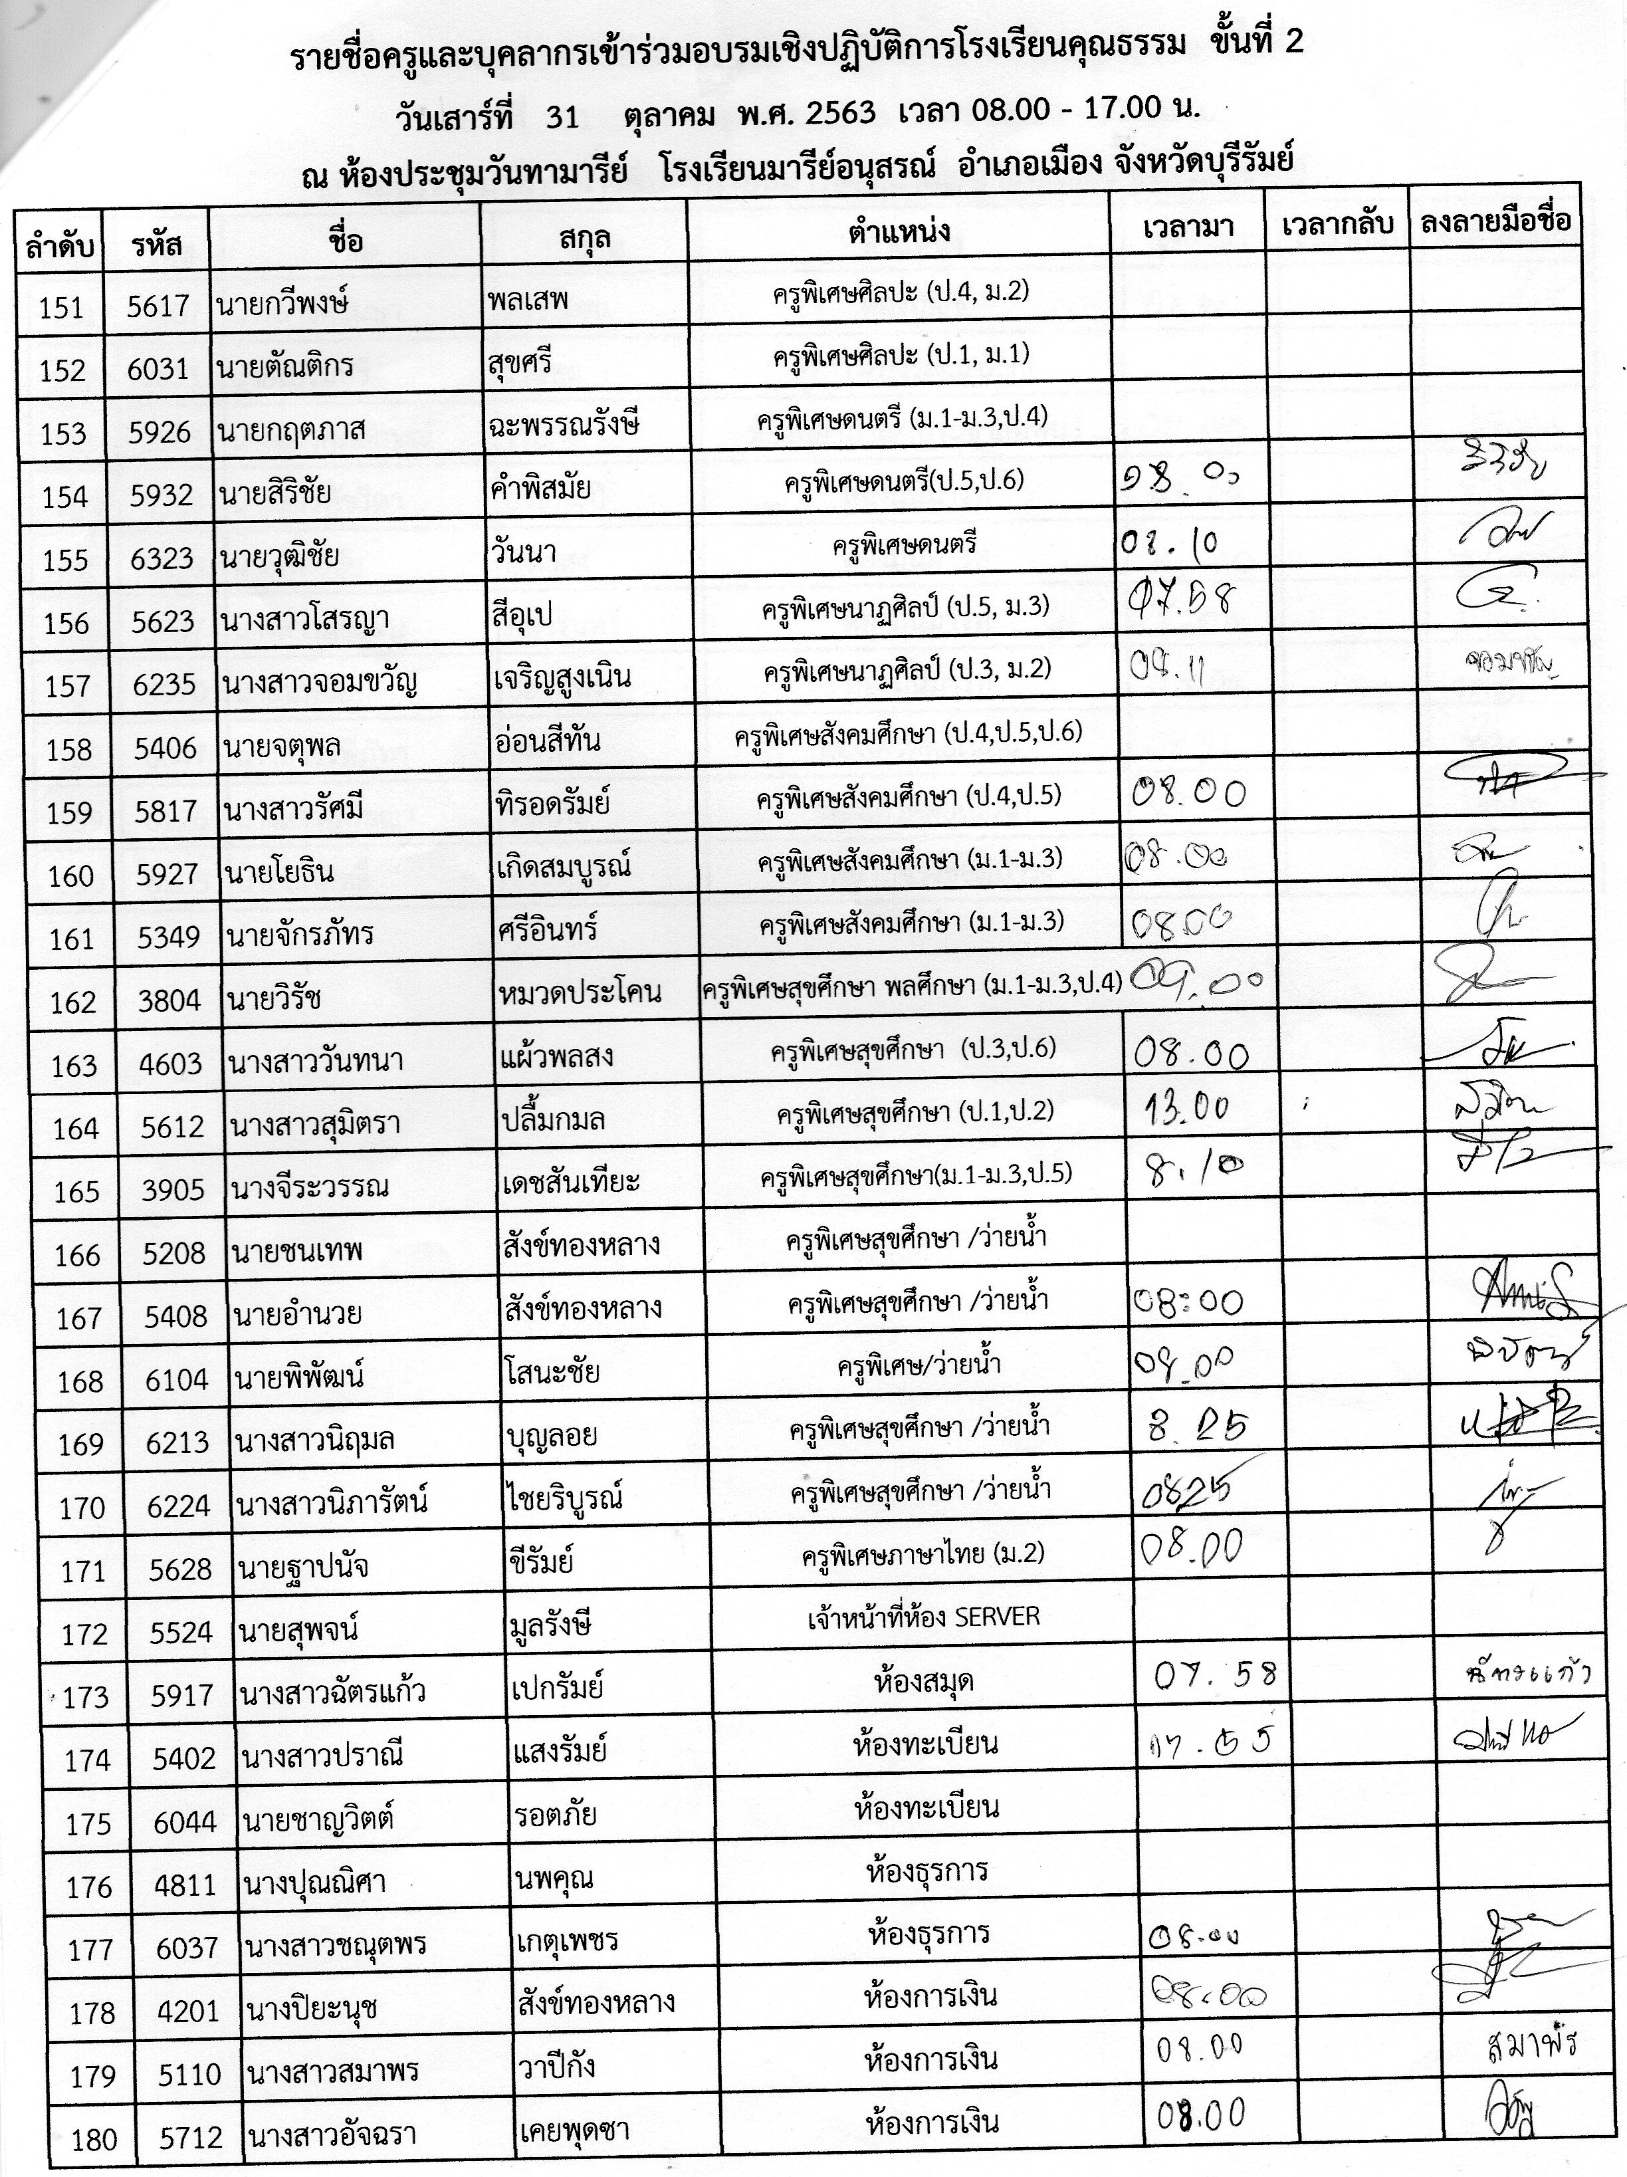 รายชื่อครูและบุคลากรเข้าร่วมอบรมเชิงปฏิบัติการโรงเรียนคุณธรรม ขั้นที่ 2
วันเสาร์ที่ 31 ตุลาคม พ.ศ. 2563 เวลา 08.00 - 17.00 น.
ณ ห้องประชุมวันทามารีย์ โรงเรียนมารีย์อนุสรณ์ อำเภอเมือง จังหวัดบุรีรัมย์
ลำดับ รหัส ชื่อ สกุล ตำแหน่ง เวลามา เวลากลับ ลงลายมือชื่อ
151 5617 นายกวีพงษ์ พลเสพ ครูพิเศษศิลปะ (ป.4, ม.2)
152 6031 นายตัณติกร สุขศรี ครูพิเศษศิลปะ (ป.1, ม.1)
153 5926 นายกฤตภาส ฉะพรรณรังษี ครูพิเศษดนตรี (ม.1-ม.3,ป.4)
154 5932 นายสิริชัย คำพิสมัย ครูพิเศษดนตรี(ป.5,ป.6) 08.00
155 6323 นายวุฒิชัย วันนา ครูพิเศษดนตรี 08.10
156 5623 นางสาวโสรญา สีอุเป ครูพิเศษนาฏศิลป์ (ป.5, ม.3) 07.58
157 6235 นางสาวจอมขวัญ เจริญสูงเนิน ครูพิเศษนาฏศิลป์ (ป.3, ม.2) 08.11 จอมขวัญ
158 5406 นายจตุพล อ่อนสีทัน ครูพิเศษสังคมศึกษา (ป.4,ป.5,ป.6)
159 5817 นางสาวรัศมี ทิรอดรัมย์ ครูพิเศษสังคมศึกษา (ป.4,ป.5) 08.00
160 5927 นายโยธิน เกิดสมบูรณ์ ครูพิเศษสังคมศึกษา (ม.1-ม.3) 08.00
161 5349 นายจักรภัทร ศรีอินทร์ ครูพิเศษสังคมศึกษา (ม.1-ม.3) 08.00
162 3804 นายวิรัช หมวดประโคน ครูพิเศษสุขศึกษา พลศึกษา (ม.1-ม.3,ป.4) 09.00
163 4603 นางสาววันทนา แผ้วพลสง ครูพิเศษสุขศึกษา (ป.3,ป.6) 08.00
164 5612 นางสาวสุมิตรา ปลื้มกมล ครูพิเศษสุขศึกษา (ป.1,ป.2) 13.00
165 3905 นางจีระวรรณ เดชสันเทียะ ครูพิเศษสุขศึกษา(ม.1-ม.3,ป.5) 8.10
166 5208 นายชนเทพ สังข์ทองหลาง ครูพิเศษสุขศึกษา /ว่ายน้ำ
167 5408 นายอำนวย สังข์ทองหลาง ครูพิเศษสุขศึกษา /ว่ายน้ำ 08:00
168 6104 นายพิพัฒน์ โสนะชัย ครูพิเศษ/ว่ายน้ำ 08.00 พิพัฒน์
169 6213 นางสาวนิฤมล บุญลอย ครูพิเศษสุขศึกษา /ว่ายน้ำ 8.25
170 6224 นางสาวนิภารัตน์ ไชยริบูรณ์ ครูพิเศษสุขศึกษา /ว่ายน้ำ 0825
171 5628 นายฐาปนัจ ขีรัมย์ ครูพิเศษภาษาไทย (ม.2) 08.00
172 5524 นายสุพจน์ มูลรังษี เจ้าหน้าที่ห้อง SERVER
173 5917 นางสาวฉัตรแก้ว เปกรัมย์ ห้องสมุด 07.58 ฉัตรแก้ว
174 5402 นางสาวปราณี แสงรัมย์ ห้องทะเบียน 07.55
175 6044 นายชาญวิตต์ รอตภัย ห้องทะเบียน
176 4811 นางปุณณิศา นพคุณ ห้องธุรการ
177 6037 นางสาวชณุตพร เกตุเพชร ห้องธุรการ 08.00
178 4201 นางปิยะนุช สังข์ทองหลาง ห้องการเงิน 08.00
179 5110 นางสาวสมาพร วาปีกัง ห้องการเงิน 08.00 สมาพร
180 5712 นางสาวอัจฉรา เคยพุดซา ห้องการเงิน 08.00